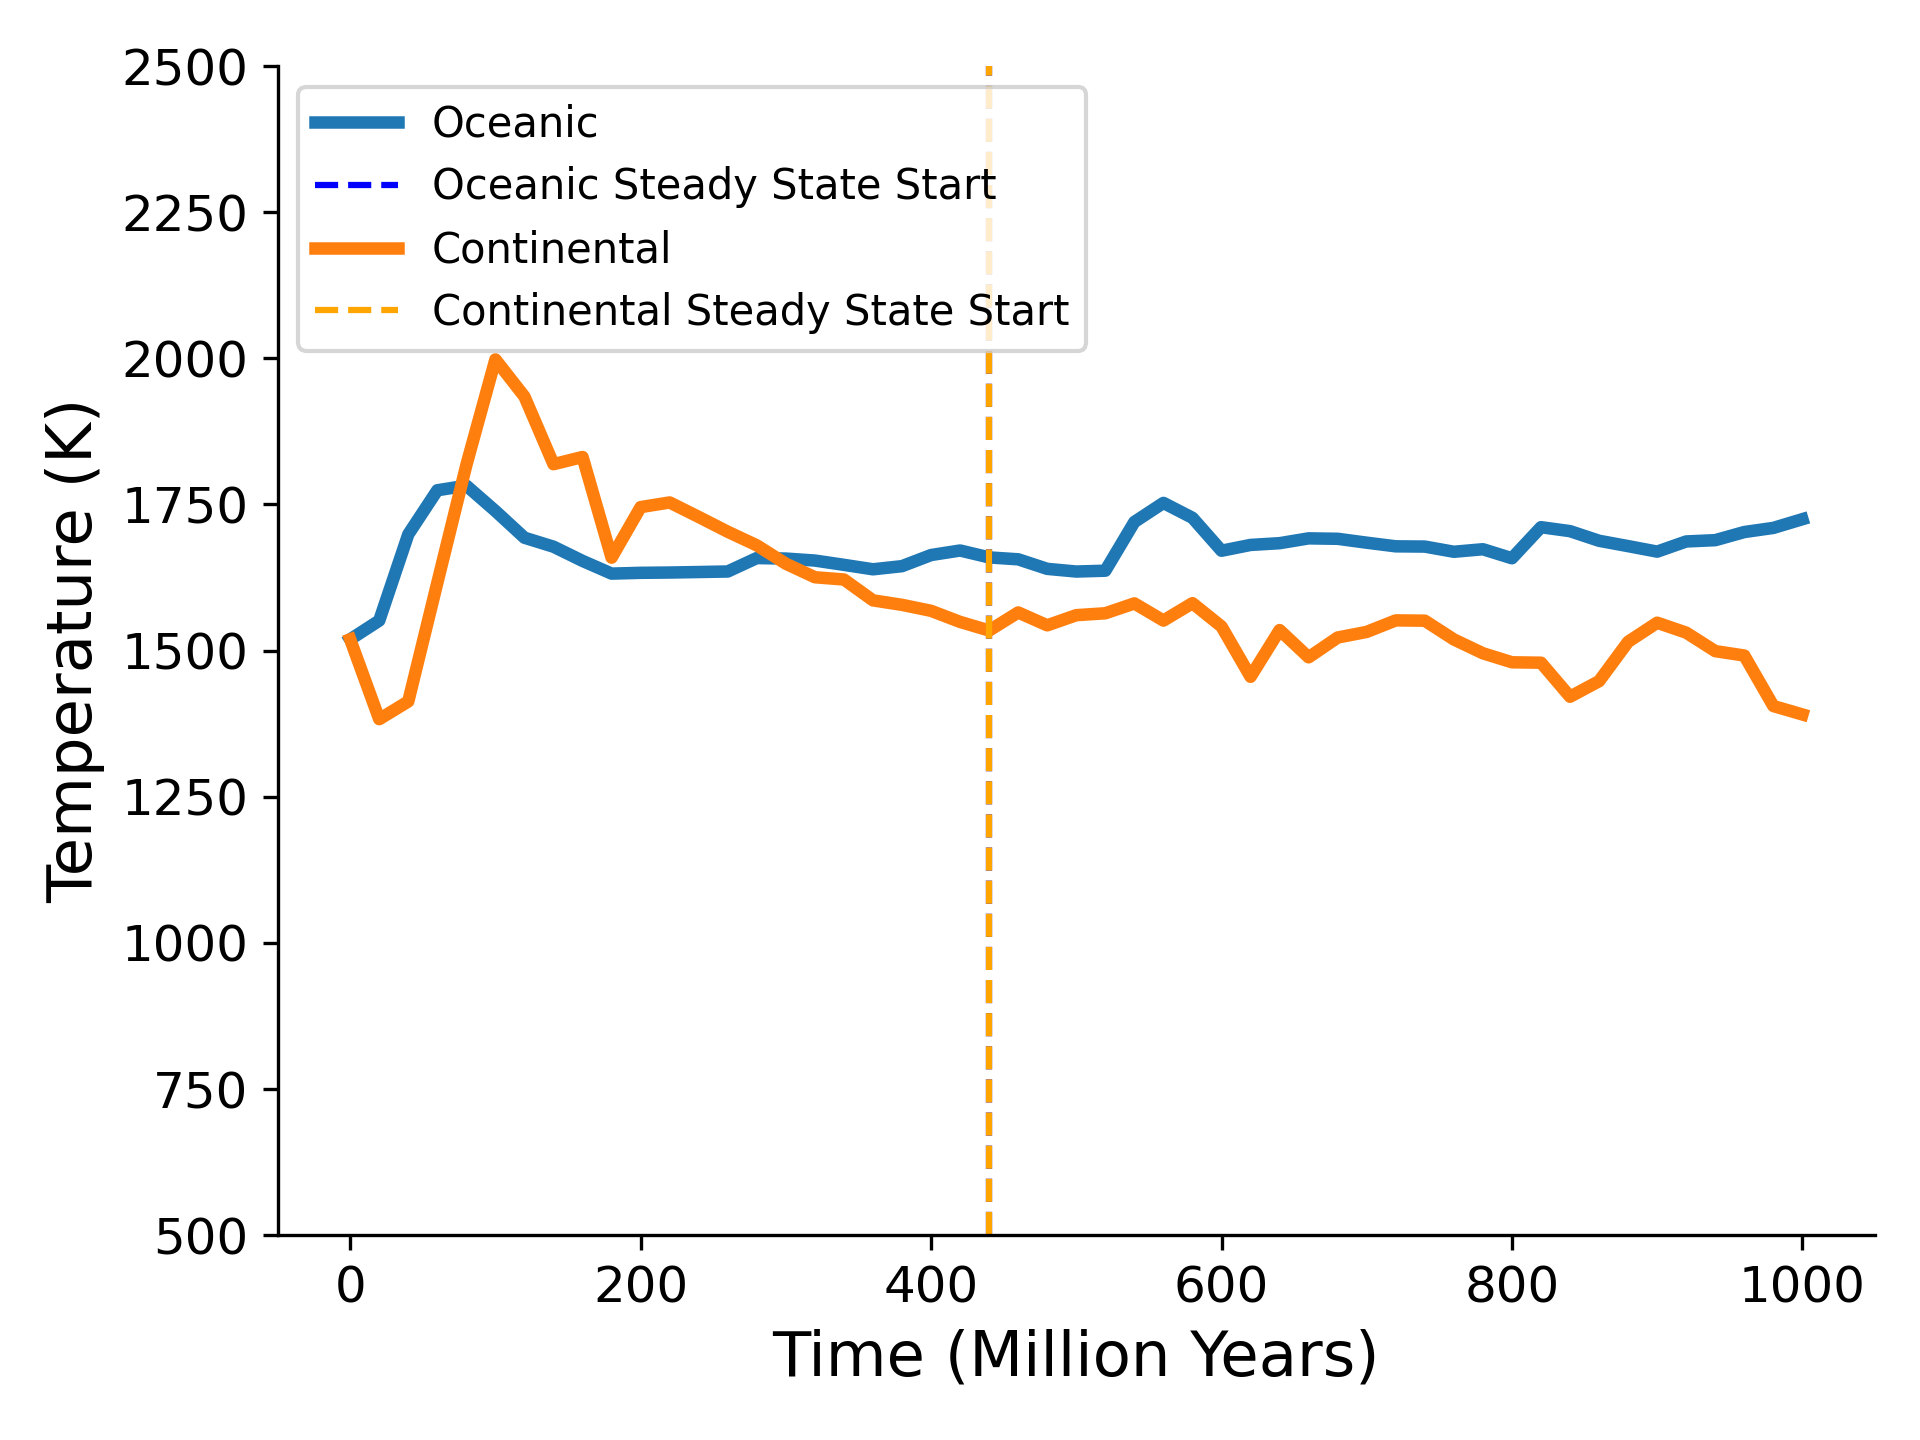 2500
2250
2000
1750
1500
1250
1000
750
500
Temperature (K)
Oceanic
Oceanic Steady State Start
Continental
Continental Steady State Start
0 200 400 600 800 1000
Time (Million Years)